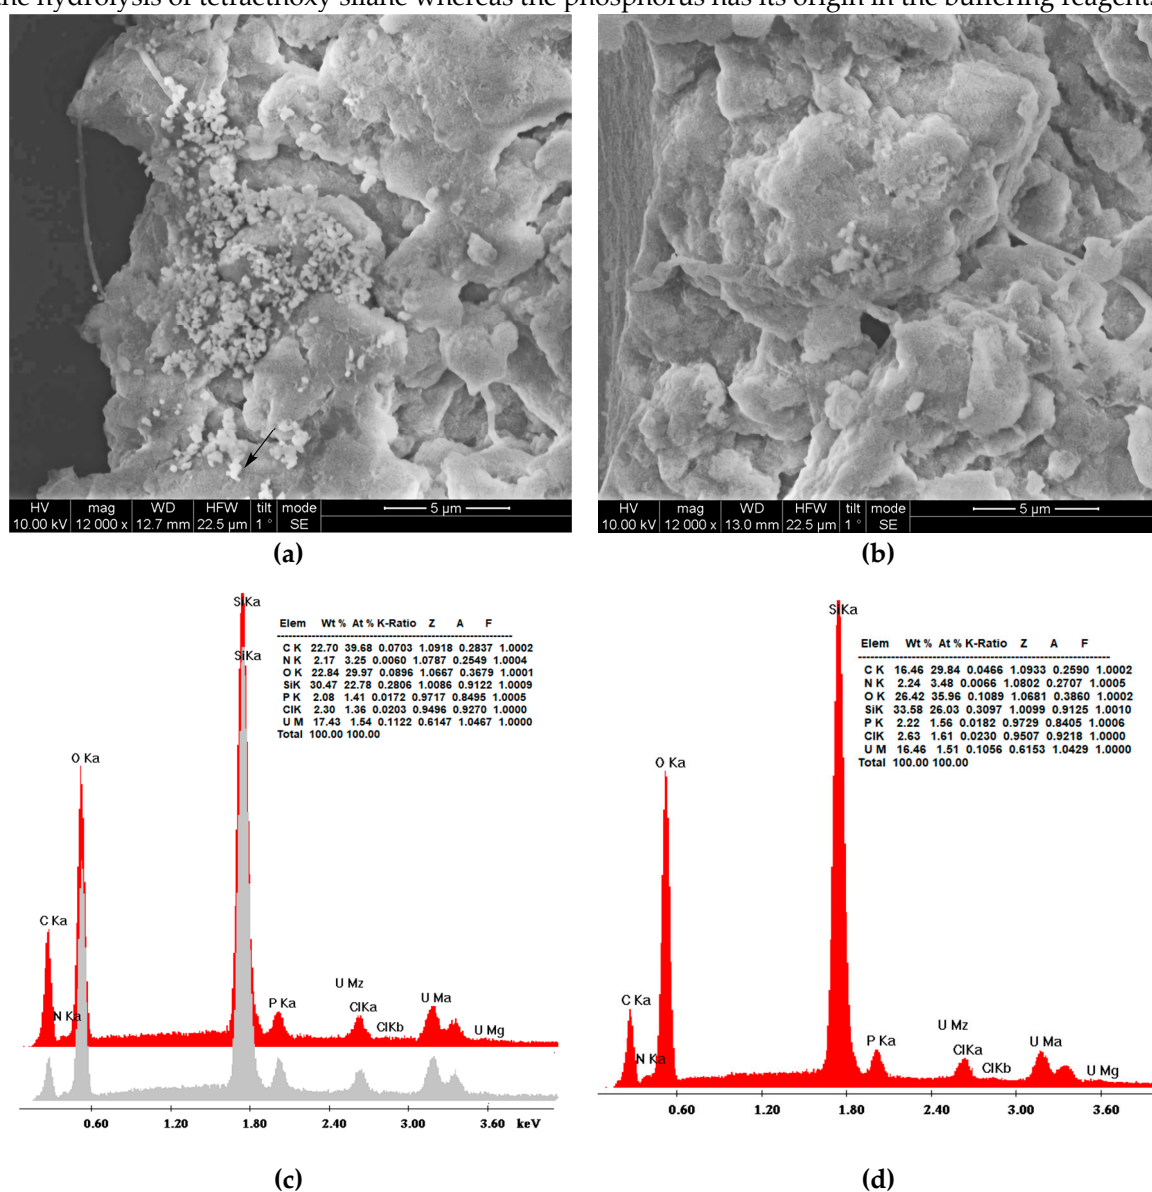 the hydrolysis of tetraethoxy silane whereas the phosphorus has its origin in the buffering reagents
HV mag WD HFW tilt mode
10.00 kV 12 000 x 12.7 mm 22.5 µm 1 ° SE 5 µm
HV mag WD HFW tilt mode
10.00 kV 12 000 x 13.0 mm 22.5 µm 1 ° SE 5 µm
(a)
(b)
SiKa
SiKa
Elem Wt % At % K-Ratio Z A F
C K 22.70 39.68 0.0703 1.0918 0.2837 1.0002
N K 2.17 3.25 0.0060 1.0787 0.2549 1.0004
O K 22.84 29.97 0.0896 1.0667 0.3679 1.0001
SiK 30.47 22.78 0.2806 1.0086 0.9122 1.0009
P K 2.08 1.41 0.0172 0.9717 0.8495 1.0005
ClK 2.30 1.36 0.0203 0.9496 0.9270 1.0000
U M 17.43 1.54 0.1122 0.6147 1.0467 1.0000
Total 100.00 100.00
O Ka
C Ka
N Ka
P Ka
U Mz
ClKa
ClKb
U Ma
U Mg
0.60 1.20 1.80 2.40 3.00 3.60 keV
(c)
SiKa
Elem Wt % At % K-Ratio Z A F
C K 16.46 29.84 0.0466 1.0933 0.2590 1.0002
N K 2.24 3.48 0.0066 1.0802 0.2707 1.0005
O K 26.42 35.96 0.1089 1.0681 0.3860 1.0002
SiK 33.58 26.03 0.3097 1.0099 0.9125 1.0010
P K 2.22 1.56 0.0182 0.9729 0.8405 1.0006
ClK 2.63 1.61 0.0230 0.9507 0.9218 1.0000
U M 16.46 1.51 0.1056 0.6153 1.0429 1.0000
Total 100.00 100.00
O Ka
C Ka
N Ka
P Ka
U Mz
ClKa
ClKb
U Ma
U Mg
0.60 1.20 1.80 2.40 3.00 3.60
(d)